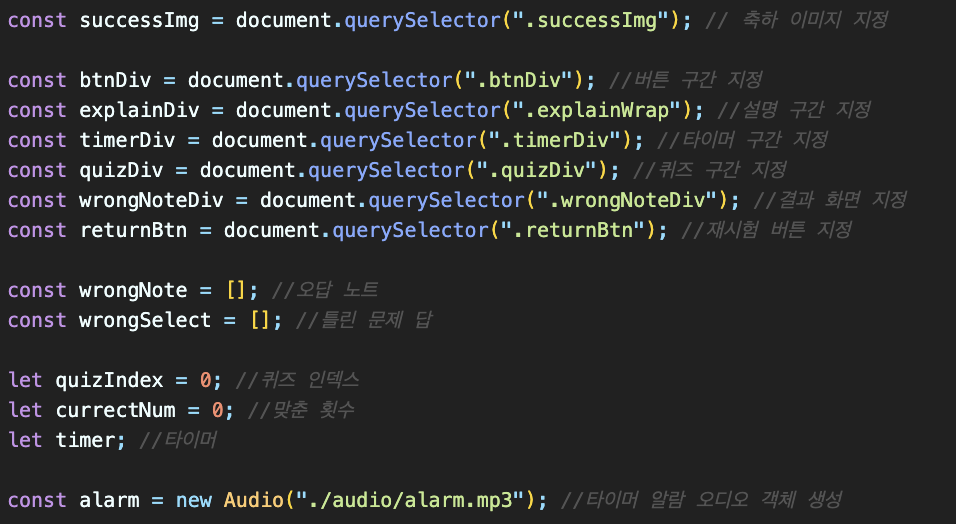 const successImg = document.querySelector(".successImg"); // 축하 이미지 지정
const btnDiv = document.querySelector(".btnDiv"); //버튼 구간 지정
const explainDiv = document.querySelector(".explainWrap"); //설명 구간 지정
const timerDiv = document.querySelector(".timerDiv"); //타이머 구간 지정
const quizDiv = document.querySelector(".quizDiv"); //퀴즈 구간 지정
const wrongNoteDiv = document.querySelector(".wrongNoteDiv"); //결과 화면 지정
const returnBtn = document.querySelector(".returnBtn"); //재시험 버튼 지정
const wrongNote = []; //오답 노트
const wrongSelect = []; //틀린 문제 답
let quizIndex = 0; //퀴즈 인덱스
let currectNum = 0; //맞춘 횟수
let timer; //타이머
const alarm = new Audio("./audio/alarm.mp3"); //타이머 알람 오디오 객체 생성